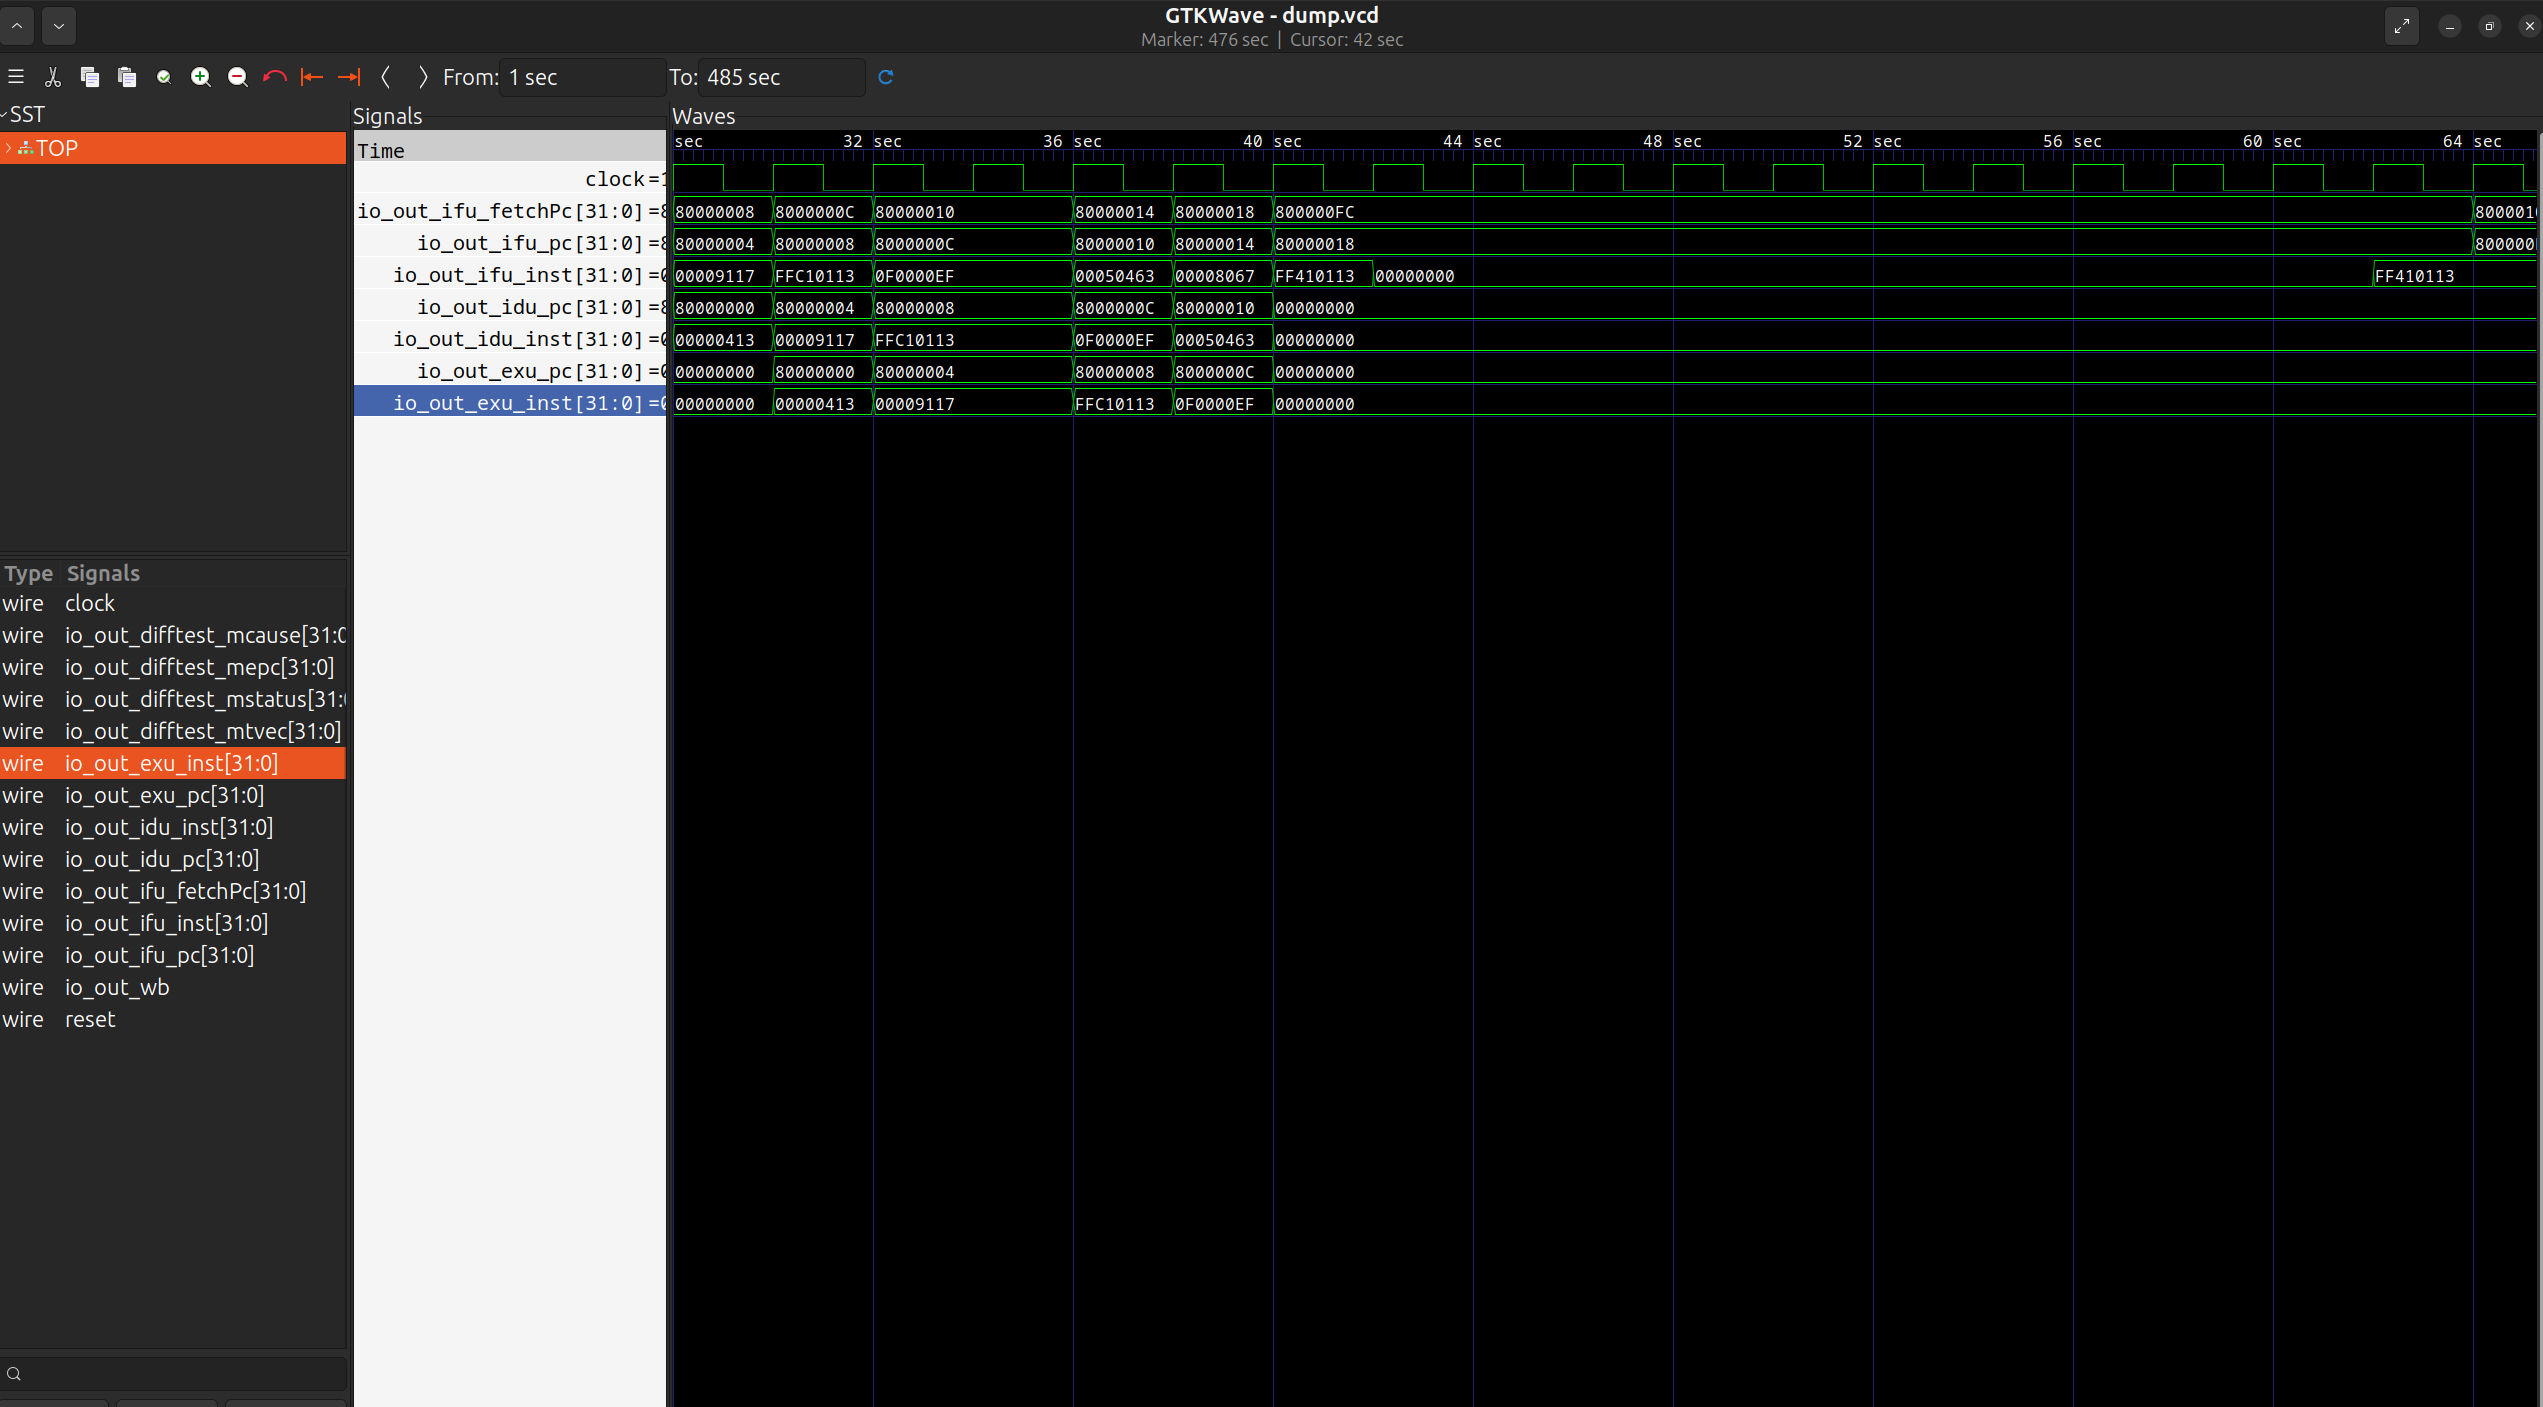 GTKWave - dump.vcd
Marker: 476 sec | Cursor: 42 sec
From: 1 sec To: 485 sec
SST
TOP
Type Signals
wire clock
wire io_out_difftest_mcause[31:0
wire io_out_difftest_mepc[31:0]
wire io_out_difftest_mstatus[31:
wire io_out_difftest_mtvec[31:0]
wire io_out_exu_inst[31:0]
wire io_out_exu_pc[31:0]
wire io_out_idu_inst[31:0]
wire io_out_idu_pc[31:0]
wire io_out_ifu_fetchPc[31:0]
wire io_out_ifu_inst[31:0]
wire io_out_ifu_pc[31:0]
wire io_out_wb
wire reset
Signals
Time
clock =1
io_out_ifu_fetchPc[31:0] =8
io_out_ifu_pc[31:0] =8
io_out_ifu_inst[31:0] =0
io_out_idu_pc[31:0] =8
io_out_idu_inst[31:0] =0
io_out_exu_pc[31:0] =0
io_out_exu_inst[31:0] =0
Waves
sec 32 sec 36 sec 40 sec 44 sec 48 sec 52 sec 56 sec 60 sec 64 sec
80000008 8000000C 80000010 80000014 80000018 800000FC 8000010
80000004 80000008 8000000C 80000010 80000014 80000018 800000
00009117 FFC10113 0F0000EF 00050463 00008067 FF410113 00000000 FF410113
80000000 80000004 80000008 8000000C 80000010 00000000
00000413 00009117 FFC10113 0F0000EF 00050463 00000000
00000000 80000000 80000004 80000008 8000000C 00000000
00000000 00000413 00009117 FFC10113 0F0000EF 00000000